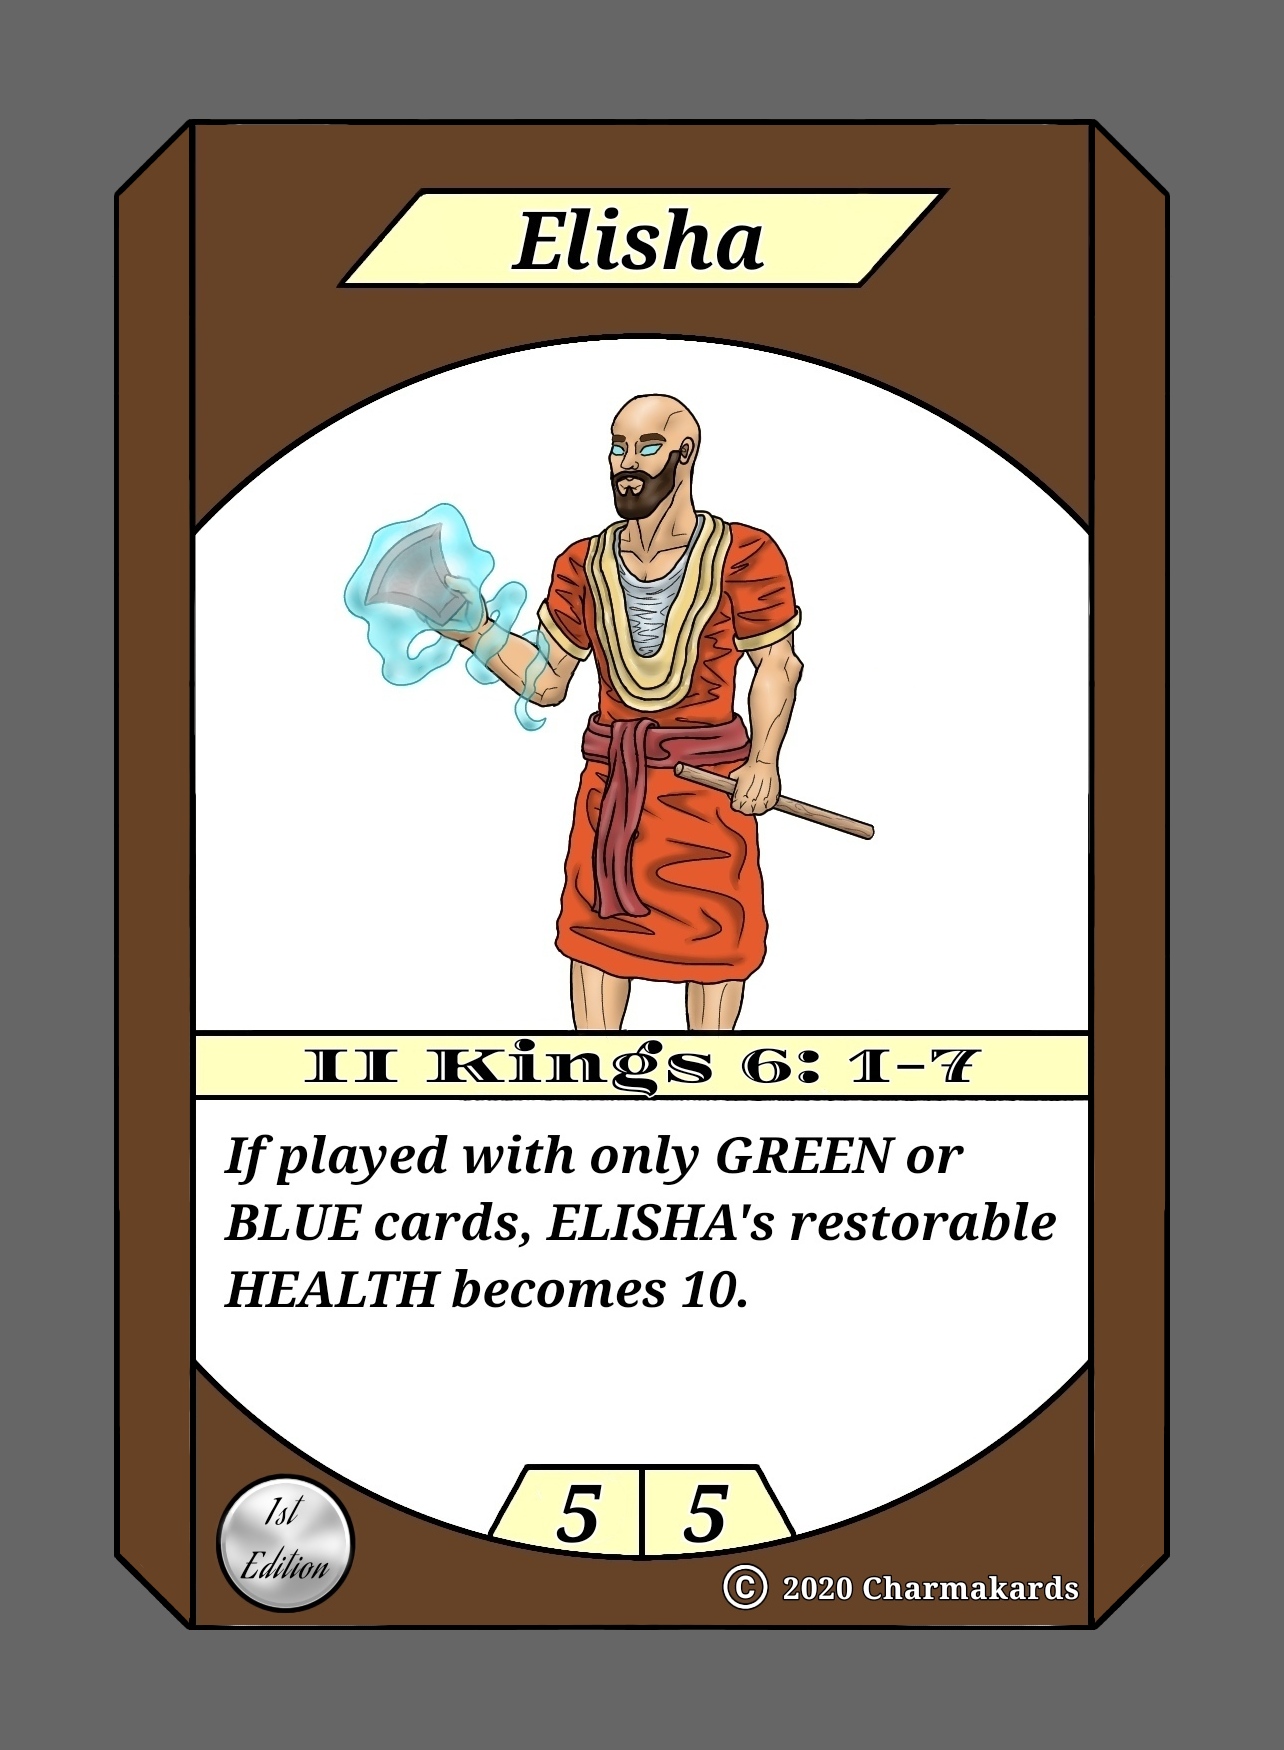 Elisha
II Kings 6: 1-7
If played with only GREEN or
BLUE cards, ELISHA's restorable
HEALTH becomes 10.
5 5
1st
Edition
© 2020 Charmakards